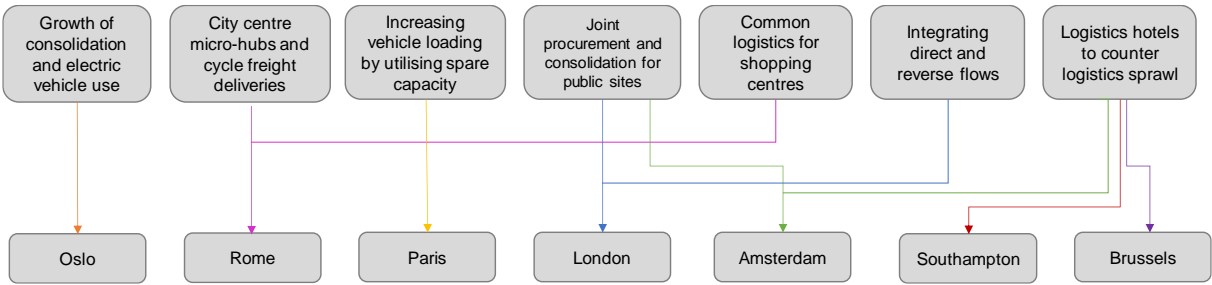 Growth of
consolidation
and electric
vehicle use
City centre
micro-hubs and
cycle freight
deliveries
Increasing
vehicle loading
by utilising spare
capacity
Joint
procurement and
consolidation for
public sites
Common
logistics for
shopping
centres
Integrating
direct and
reverse flows
Logistics hotels
to counter
logistics sprawl
Oslo
Rome
Paris
London
Amsterdam
Southampton
Brussels